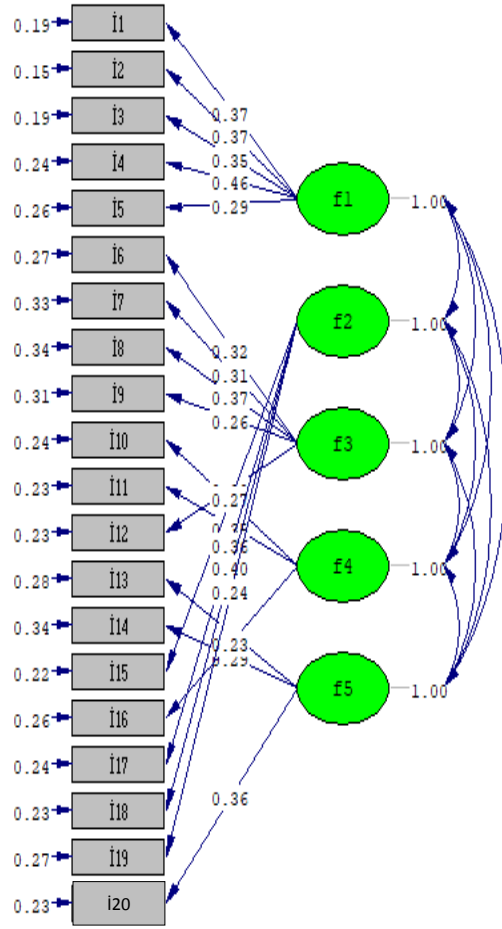 0.19 İ1
0.15 İ2
0.19 İ3
0.24 İ4
0.26 İ5
0.27 İ6
0.33 İ7
0.34 İ8
0.31 İ9
0.24 İ10
0.23 İ11
0.23 İ12
0.28 İ13
0.34 İ14
0.22 İ15
0.26 İ16
0.24 İ17
0.23 İ18
0.27 İ19
0.23 i20
0.37
0.37
0.35
0.46
0.29
0.32
0.31
0.37
0.26
0.27
0.36
0.40
0.24
0.23
0.29
0.36
f1 1.00
f2 1.00
f3 1.00
f4 1.00
f5 1.00